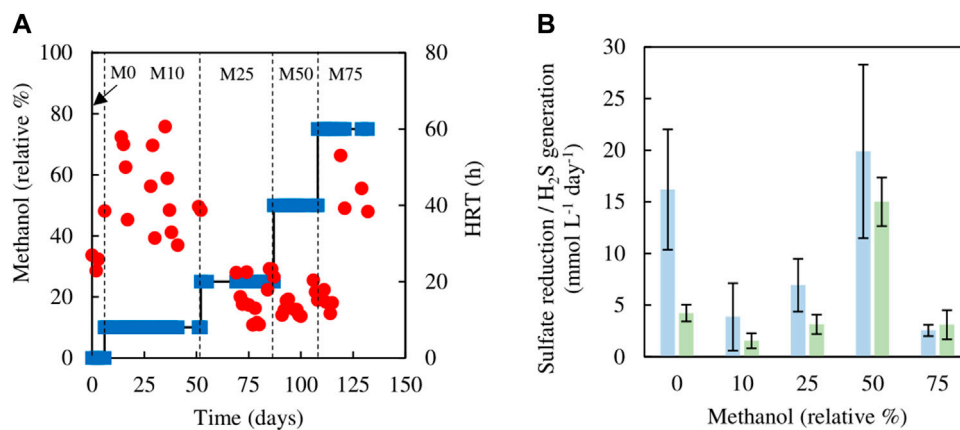 A
100
80
60
40
20
0
Methanol (relative %)
M0
M10
M25
M50
M75
80
60
40
20
0
HRT (h)
0
25
50
75
100
125
150
Time (days)
B
30
25
20
15
10
5
0
Sulfate reduction / H₂S generation
(mmol L⁻¹ day⁻¹)
0
10
25
50
75
Methanol (relative %)